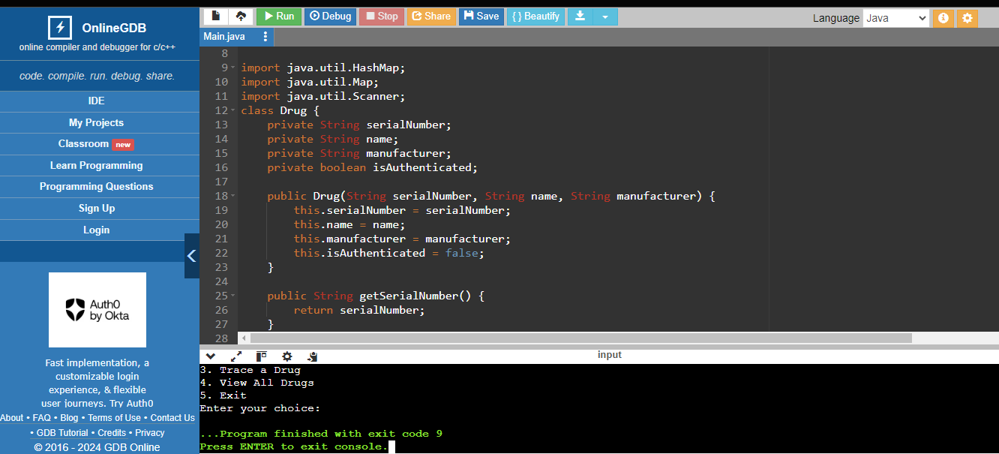 OnlineGDB
online compiler and debugger for c/c++
code. compile. run. debug. share.
IDE
My Projects
Classroom new
Learn Programming
Programming Questions
Sign Up
Login
Auth0
by Okta
Fast implementation, a
customizable login
experience, & flexible
user journeys. Try Auth0
About • FAQ • Blog • Terms of Use • Contact Us
• GDB Tutorial • Credits • Privacy
© 2016 - 2024 GDB Online
Run Debug Stop Share Save { } Beautify Language Java
Main.java
8
9 import java.util.HashMap;
10 import java.util.Map;
11 import java.util.Scanner;
12 class Drug {
13 private String serialNumber;
14 private String name;
15 private String manufacturer;
16 private boolean isAuthenticated;
17
18 public Drug(String serialNumber, String name, String manufacturer) {
19 this.serialNumber = serialNumber;
20 this.name = name;
21 this.manufacturer = manufacturer;
22 this.isAuthenticated = false;
23 }
24
25 public String getSerialNumber() {
26 return serialNumber;
27 }
28
input
3. Trace a Drug
4. View All Drugs
5. Exit
Enter your choice:
...Program finished with exit code 9
Press ENTER to exit console.